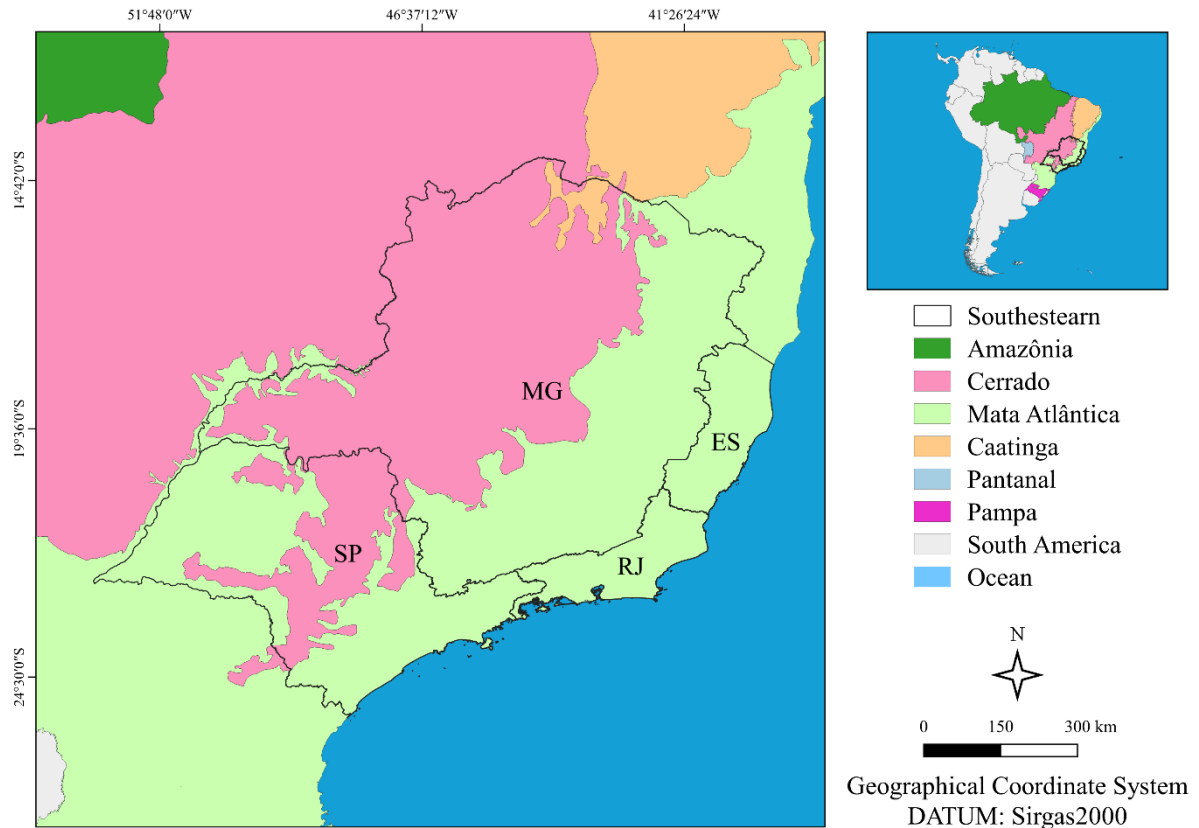 51°48′0″W
46°37′12″W
41°26′24″W
14°42′0″S
19°36′0″S
24°30′0″S
MG
ES
SP
RJ
Southestearn
Amazônia
Cerrado
Mata Atlântica
Caatinga
Pantanal
Pampa
South America
Ocean
N
0 150 300 km
Geographical Coordinate System
DATUM: Sirgas2000